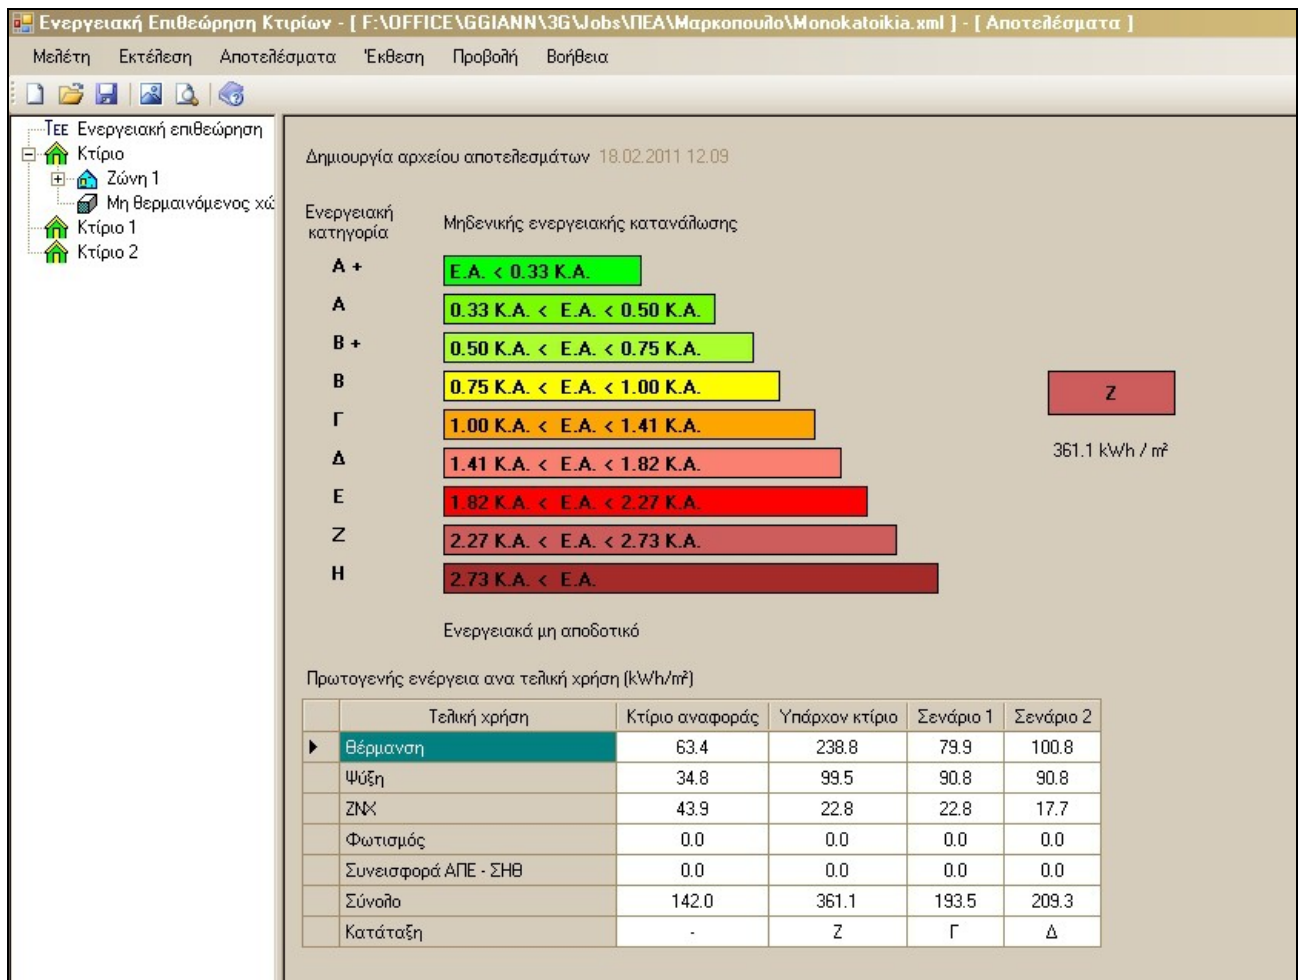 Ενεργειακή Επιθεώρηση Κτιρίων - [ F:\OFFICE\GGIANN\3G\Jobs\ΠΕΑ\Μαρκοπουλο\Monokatoikia.xml ] - [ Αποτελέσματα ]
Μελέτη Εκτέλεση Αποτελέσματα Έκθεση Προβολή Βοήθεια
ΤΕΕ Ενεργειακή επιθεώρηση
Κτίριο
Ζώνη 1
Μη θερμαινόμενος χώ
Κτίριο 1
Κτίριο 2
Δημιουργία αρχείου αποτελεσμάτων 18.02.2011 12.09
Ενεργειακή
κατηγορία
Μηδενικής ενεργειακής κατανάλωσης
Α + Ε.Α. < 0.33 Κ.Α.
Α 0.33 Κ.Α. < Ε.Α. < 0.50 Κ.Α.
Β + 0.50 Κ.Α. < Ε.Α. < 0.75 Κ.Α.
Β 0.75 Κ.Α. < Ε.Α. < 1.00 Κ.Α.
Γ 1.00 Κ.Α. < Ε.Α. < 1.41 Κ.Α.
Δ 1.41 Κ.Α. < Ε.Α. < 1.82 Κ.Α.
Ε 1.82 Κ.Α. < Ε.Α. < 2.27 Κ.Α.
Ζ 2.27 Κ.Α. < Ε.Α. < 2.73 Κ.Α.
Η 2.73 Κ.Α. < Ε.Α.
Ζ
361.1 kWh / m²
Ενεργειακά μη αποδοτικό
Πρωτογενής ενέργεια ανα τελική χρήση (kWh/m²)
Τελική χρήση Κτίριο αναφοράς Υπάρχον κτίριο Σενάριο 1 Σενάριο 2
Θέρμανση 63.4 238.8 79.9 100.8
Ψύξη 34.8 99.5 90.8 90.8
ΖΝΧ 43.9 22.8 22.8 17.7
Φωτισμός 0.0 0.0 0.0 0.0
Συνεισφορά ΑΠΕ - ΣΗΘ 0.0 0.0 0.0 0.0
Σύνολο 142.0 361.1 193.5 209.3
Κατάταξη - Ζ Γ Δ